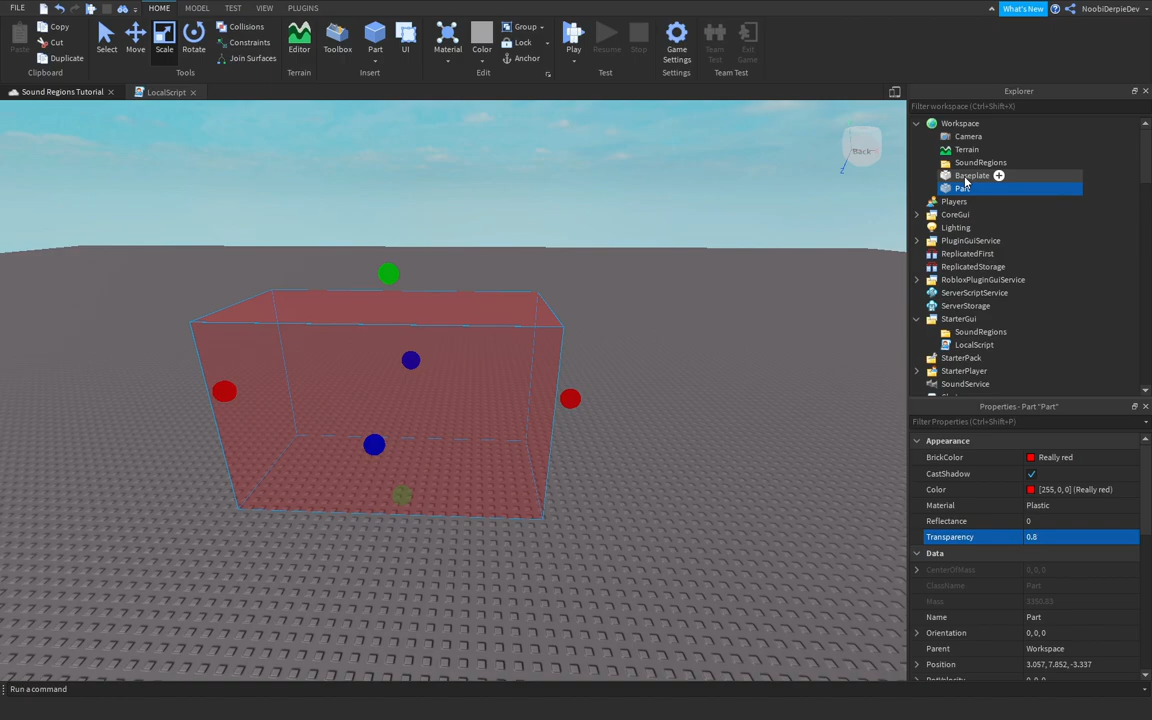 FILE HOME MODEL TEST VIEW PLUGINS What's New NoobiDerpieDev
Paste Copy Cut Duplicate Clipboard
Select Move Scale Rotate Collisions Constraints Join Surfaces Tools
Editor Terrain
Toolbox Part UI Insert
Material Color Group Lock Anchor Edit
Play Resume Stop Test
Game Settings Settings
Team Test Exit Game Team Test
Sound Regions Tutorial LocalScript
Back
Z
Explorer
Filter workspace (Ctrl+Shift+X)
Workspace
Camera
Terrain
SoundRegions
Baseplate
Part
Players
CoreGui
Lighting
PluginGuiService
ReplicatedFirst
ReplicatedStorage
RobloxPluginGuiService
ServerScriptService
ServerStorage
StarterGui
SoundRegions
LocalScript
StarterPack
StarterPlayer
SoundService
Properties - Part "Part"
Filter Properties (Ctrl+Shift+P)
Appearance
BrickColor Really red
CastShadow
Color [255, 0, 0] (Really red)
Material Plastic
Reflectance 0
Transparency 0.8
Data
CenterOfMass 0, 0, 0
ClassName Part
Mass 3350.83
Name Part
Orientation 0, 0, 0
Parent Workspace
Position 3.057, 7.852, -3.337
Run a command